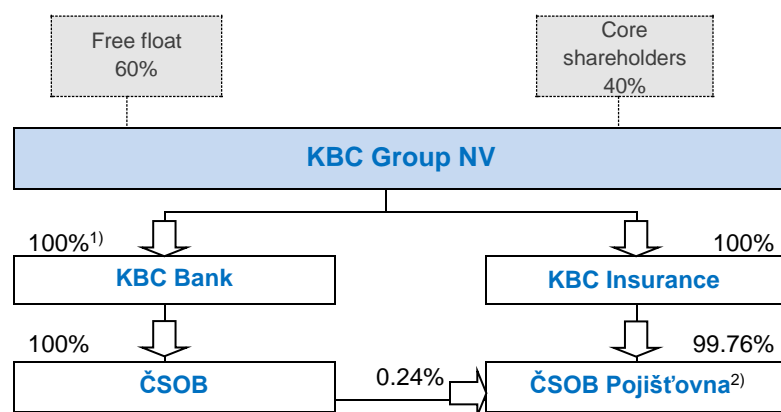 Free float
60%
Core
shareholders
40%
KBC Group NV
100%1)
100%
KBC Bank
KBC Insurance
100%
99.76%
ČSOB
0.24%
ČSOB Pojišťovna2)